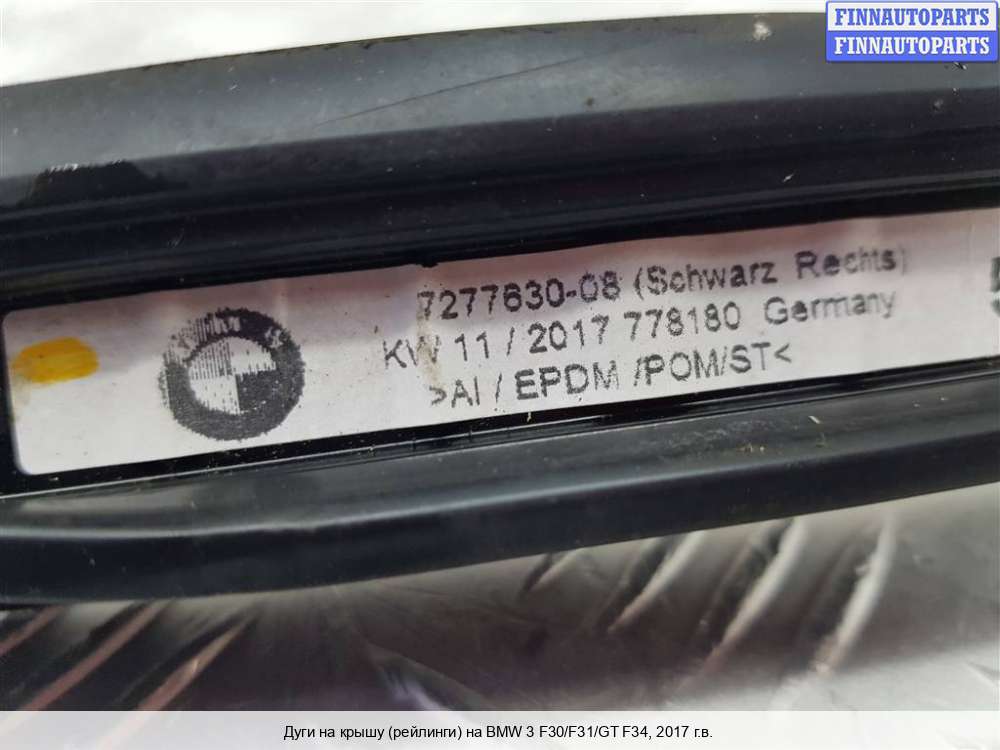 FINNAUTOPARTS
FINNAUTOPARTS
7277630-08 (Schwarz Rechts)
KW 11 / 2017 778180 Germany
>AI / EPDM /POM/ST<
Дуги на крышу (рейлинги) на BMW 3 F30/F31/GT F34, 2017 г.в.